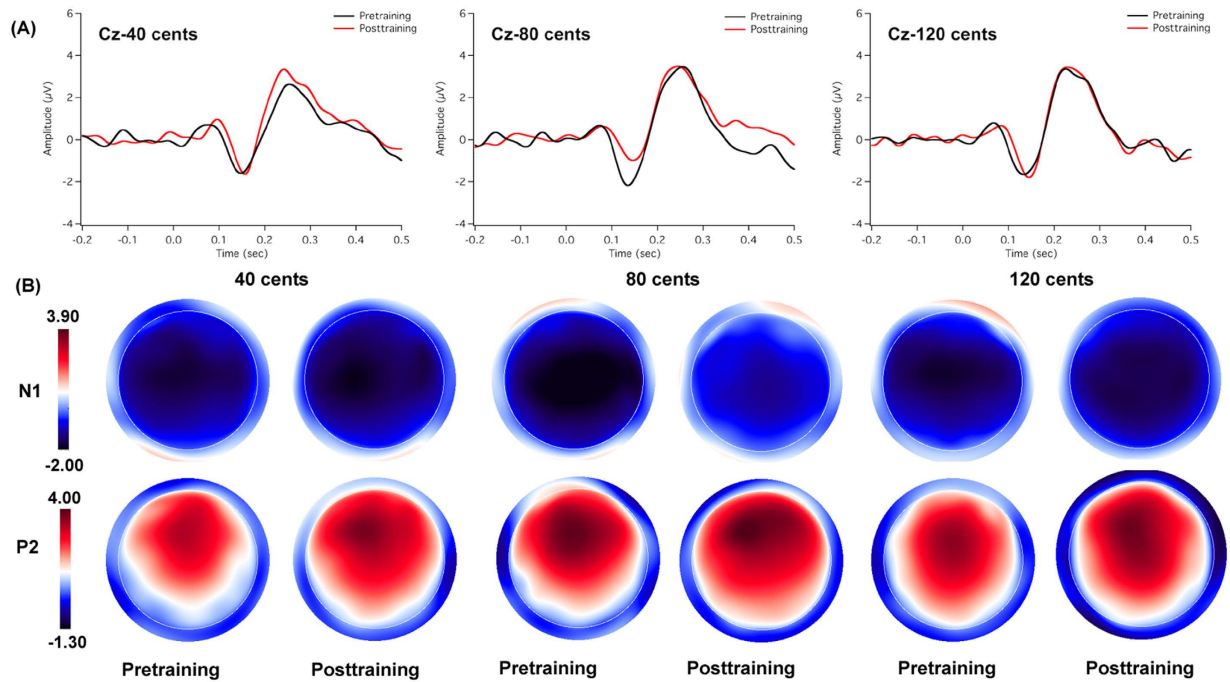 (A)
Cz-40 cents
Pretraining
Posttraining
Amplitude (µV)
6
4
2
0
-2
-4
-0.2 -0.1 0.0 0.1 0.2 0.3 0.4 0.5
Time (sec)
Cz-80 cents
Pretraining
Posttraining
Amplitude (µV)
6
4
2
0
-2
-4
-0.2 -0.1 0.0 0.1 0.2 0.3 0.4 0.5
Time (sec)
Cz-120 cents
Pretraining
Posttraining
Amplitude (µV)
6
4
2
0
-2
-4
-0.2 -0.1 0.0 0.1 0.2 0.3 0.4 0.5
Time (sec)
(B)
40 cents 80 cents 120 cents
3.90
N1
-2.00
4.00
P2
-1.30
Pretraining Posttraining Pretraining Posttraining Pretraining Posttraining